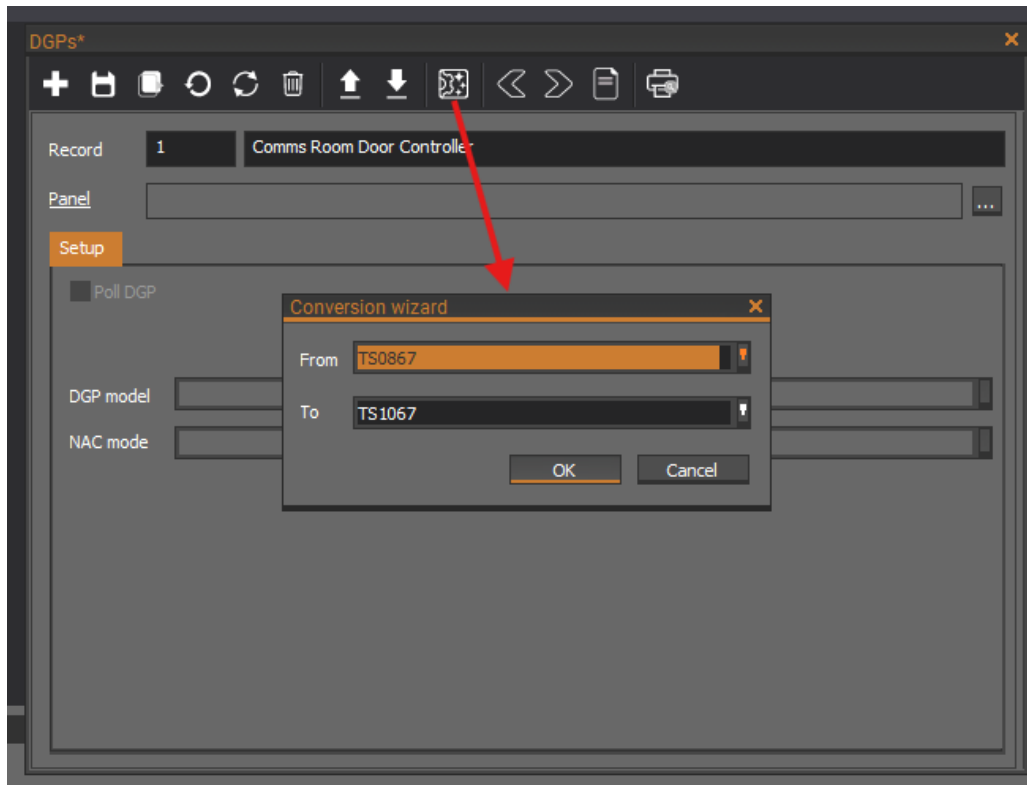 DGPs*
Record 1 Comms Room Door Controller
Panel ...
Setup
Poll DGP
Conversion wizard
From TS0867
To TS1067
DGP model
NAC mode
OK Cancel